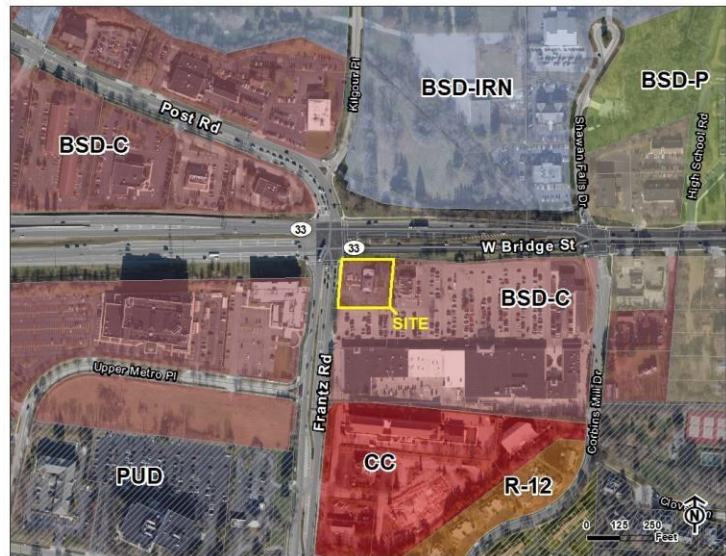 BSD-IRN
BSD-P
Kilgour Pl
Post Rd
Shawan Falls Dr
High School Rd
BSD-C
33
33
W Bridge St
BSD-C
SITE
Upper Metro Pl
Frantz Rd
Corbins Mill Dr
PUD
CC
R-12
N
0 125 250
Feet